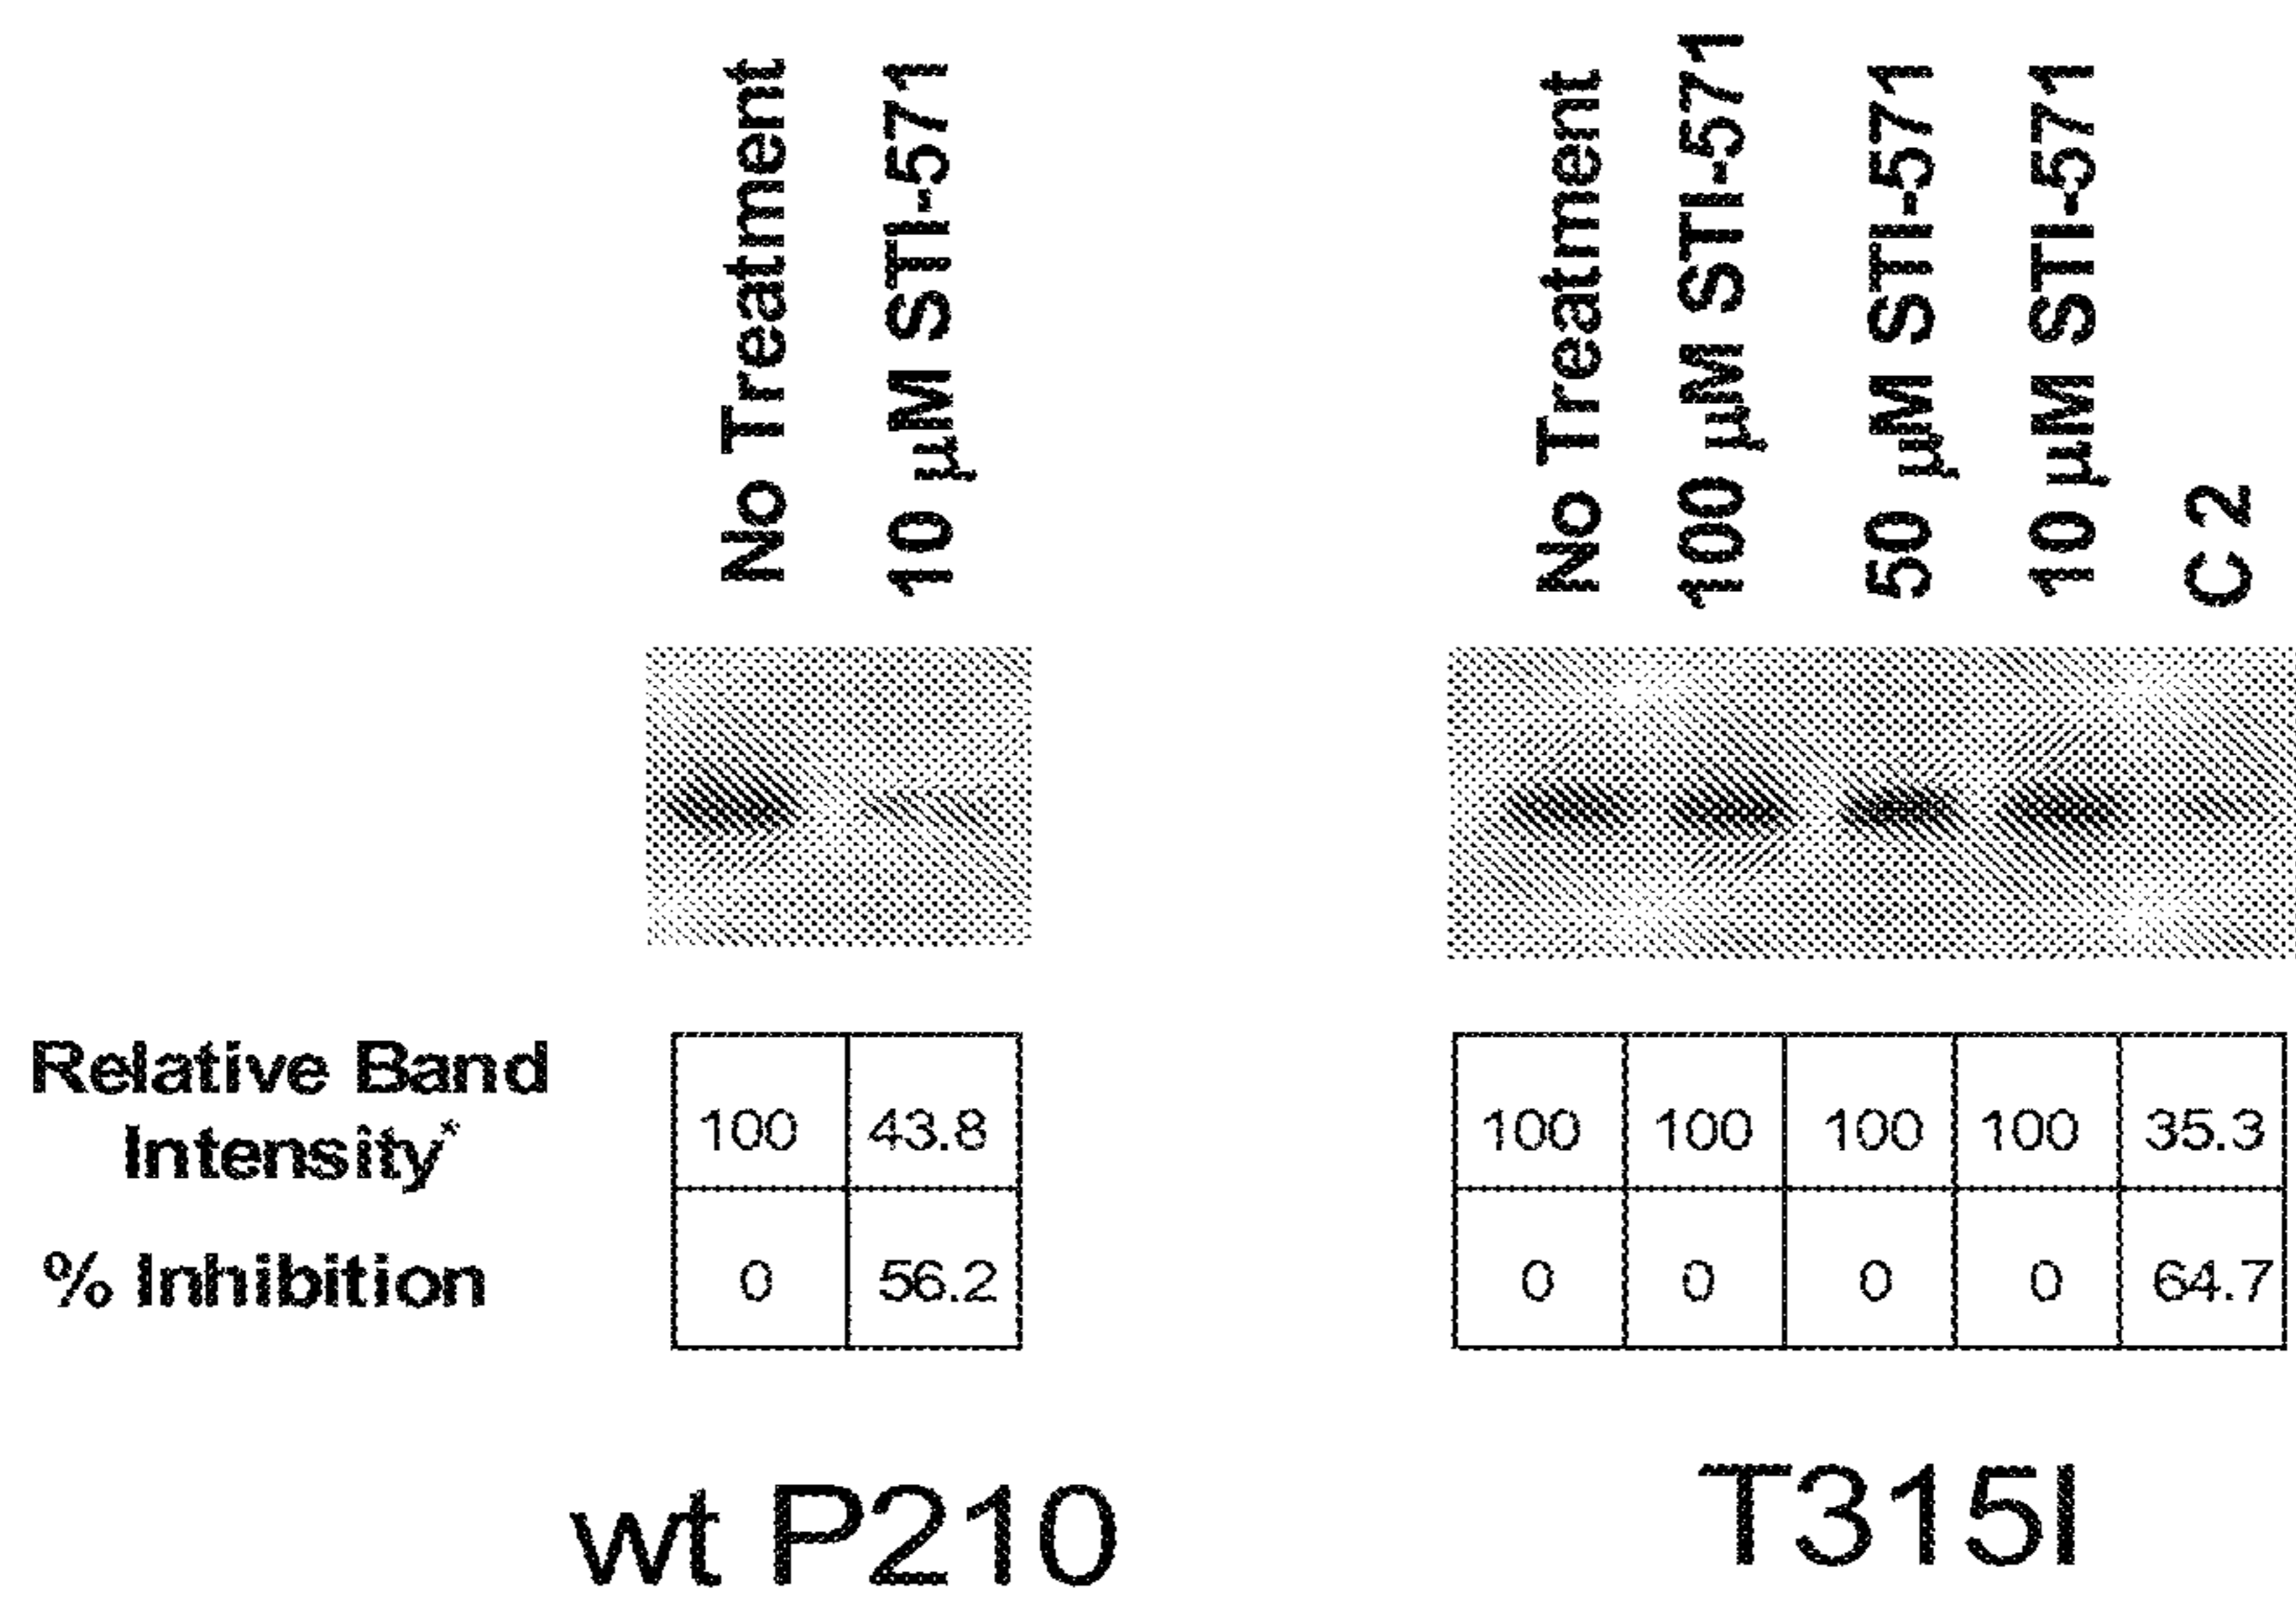 No Treatment
10 µM STI-571
No Treatment
100 µM STI-571
50 µM STI-571
10 µM STI-571
C 2
Relative Band
Intensity*
100 43.8
100 100 100 100 35.3
% Inhibition
0 56.2
0 0 0 0 64.7
wt P210
T315I